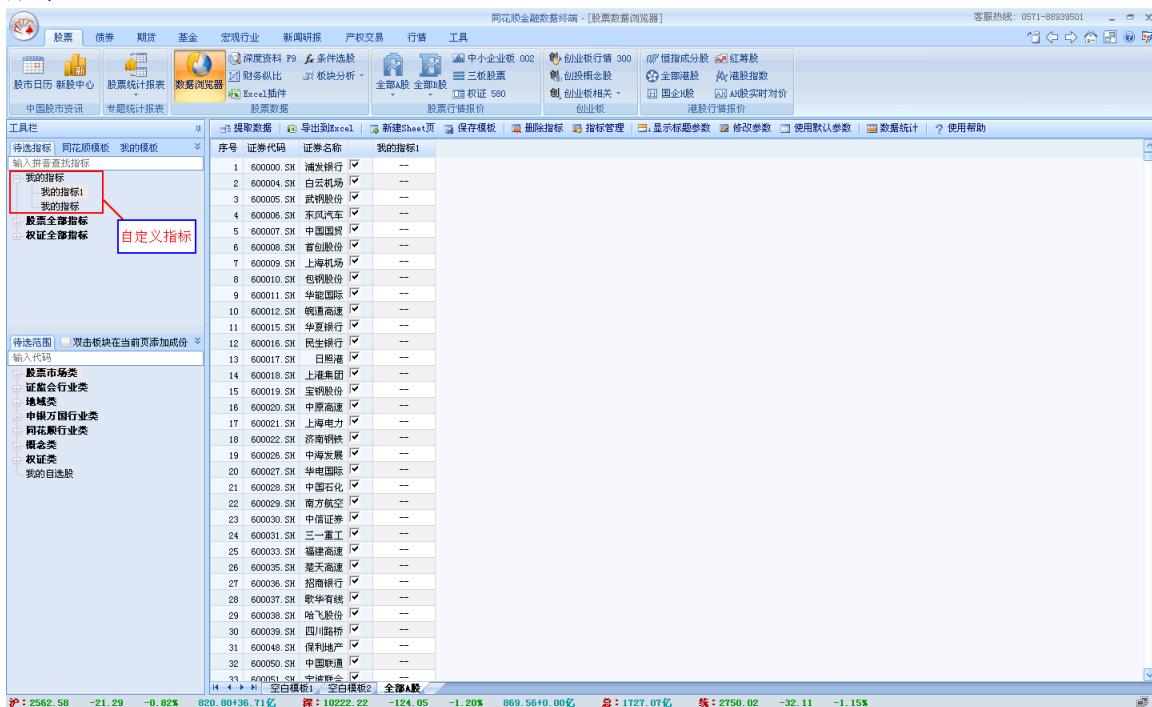 同花顺金融数据终端 - [股票数据浏览器]
客服热线: 0571-88939501
股票 债券 期货 基金 宏观行业 新闻研报 产权交易 行情 工具
股市日历 新股中心
中国股市资讯
股票统计报表
专题统计报表
数据浏览器
深度资料 F9 条件选股
财务纵比 板块分析
Excel插件
股票数据
全部A股 全部B股
中小企业板 002
三板股票
权证 580
股票行情报价
创业板行情 300
创投概念股
创业板相关
创业板
恒指成分股 红筹股
全部港股 港股指数
国企H股 AH股实时对价
港股行情报价
工具栏
提取数据 导出到Excel 新建Sheet页 保存模板 删除指标 指标管理 显示标题参数 修改参数 使用默认参数 数据统计 ? 使用帮助
待选指标 同花顺模板 我的模板
输入拼音查找指标
我的指标
我的指标1
我的指标
股票全部指标
权证全部指标
自定义指标
待选范围 双击板块在当前页添加成份
输入代码
股票市场类
证监会行业类
地域类
申银万国行业类
同花顺行业类
概念类
权证类
我的自选股
序号 证券代码 证券名称 我的指标1
1 600000.SH 浦发银行 --
2 600004.SH 白云机场 --
3 600005.SH 武钢股份 --
4 600006.SH 东风汽车 --
5 600007.SH 中国国贸 --
6 600008.SH 首创股份 --
7 600009.SH 上海机场 --
8 600010.SH 包钢股份 --
9 600011.SH 华能国际 --
10 600012.SH 皖通高速 --
11 600015.SH 华夏银行 --
12 600016.SH 民生银行 --
13 600017.SH 日照港 --
14 600018.SH 上港集团 --
15 600019.SH 宝钢股份 --
16 600020.SH 中原高速 --
17 600021.SH 上海电力 --
18 600022.SH 济南钢铁 --
19 600026.SH 中海发展 --
20 600027.SH 华电国际 --
21 600028.SH 中国石化 --
22 600029.SH 南方航空 --
23 600030.SH 中信证券 --
24 600031.SH 三一重工 --
25 600033.SH 福建高速 --
26 600035.SH 楚天高速 --
27 600036.SH 招商银行 --
28 600037.SH 歌华有线 --
29 600038.SH 哈飞股份 --
30 600039.SH 四川路桥 --
31 600048.SH 保利地产 --
32 600050.SH 中国联通 --
33 600051.SH 宁波联合 --
空白模板1 空白模板2 全部A股
沪:2562.58 -21.29 -0.82% 820.80+36.71亿 深:10222.22 -124.05 -1.20% 869.56+0.00亿 总:1727.07亿 统:2750.02 -32.11 -1.15%